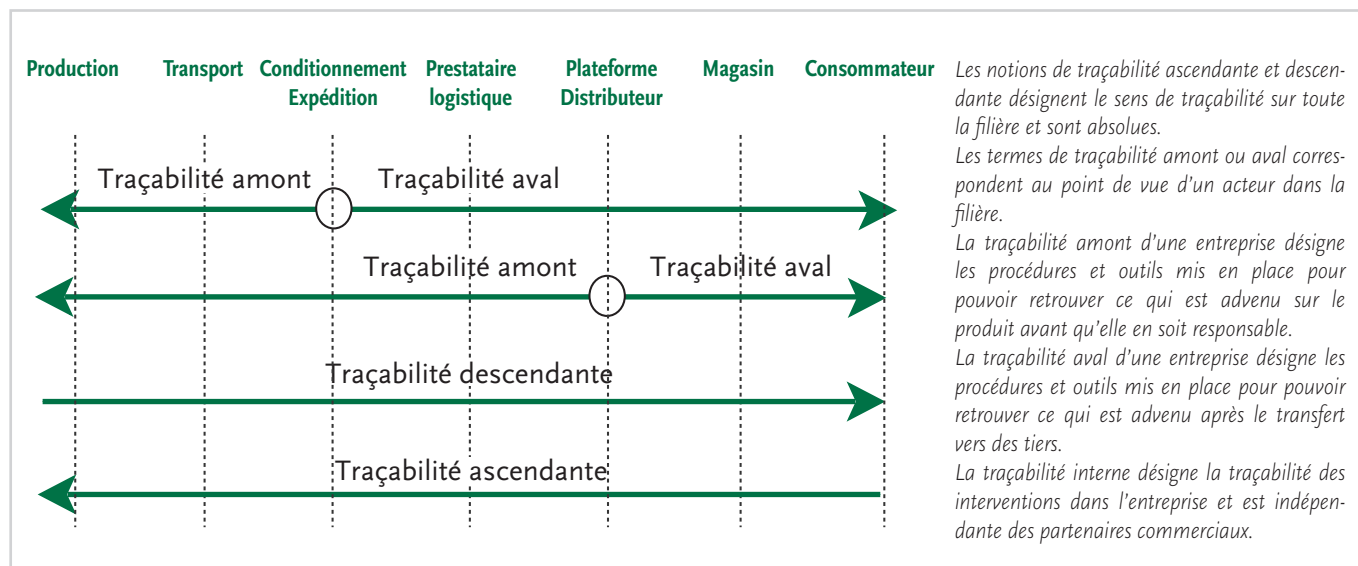 Production Transport Conditionnement Prestataire Plateforme Magasin Consommateur
Expédition logistique Distributeur
Traçabilité amont Traçabilité aval
Traçabilité amont Traçabilité aval
Traçabilité descendante
Traçabilité ascendante
Les notions de traçabilité ascendante et descen-
dante désignent le sens de traçabilité sur toute
la filière et sont absolues.
Les termes de traçabilité amont ou aval corres-
pondent au point de vue d'un acteur dans la
filière.
La traçabilité amont d'une entreprise désigne
les procédures et outils mis en place pour
pouvoir retrouver ce qui est advenu sur le
produit avant qu'elle en soit responsable.
La traçabilité aval d'une entreprise désigne les
procédures et outils mis en place pour pouvoir
retrouver ce qui est advenu après le transfert
vers des tiers.
La traçabilité interne désigne la traçabilité des
interventions dans l'entreprise et est indépen-
dante des partenaires commerciaux.